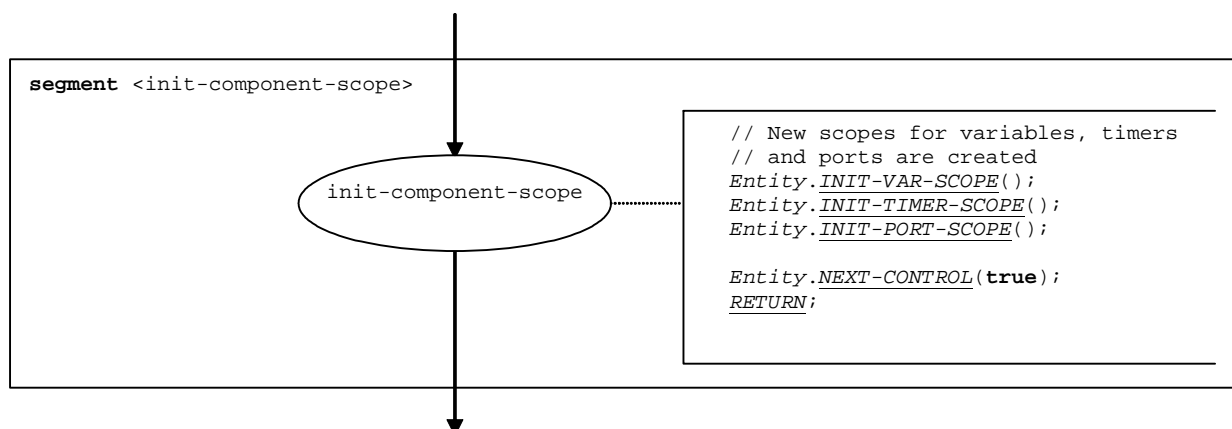 segment <init-component-scope>
init-component-scope
// New scopes for variables, timers
// and ports are created
Entity.INIT-VAR-SCOPE();
Entity.INIT-TIMER-SCOPE();
Entity.INIT-PORT-SCOPE();
Entity.NEXT-CONTROL(true);
RETURN;